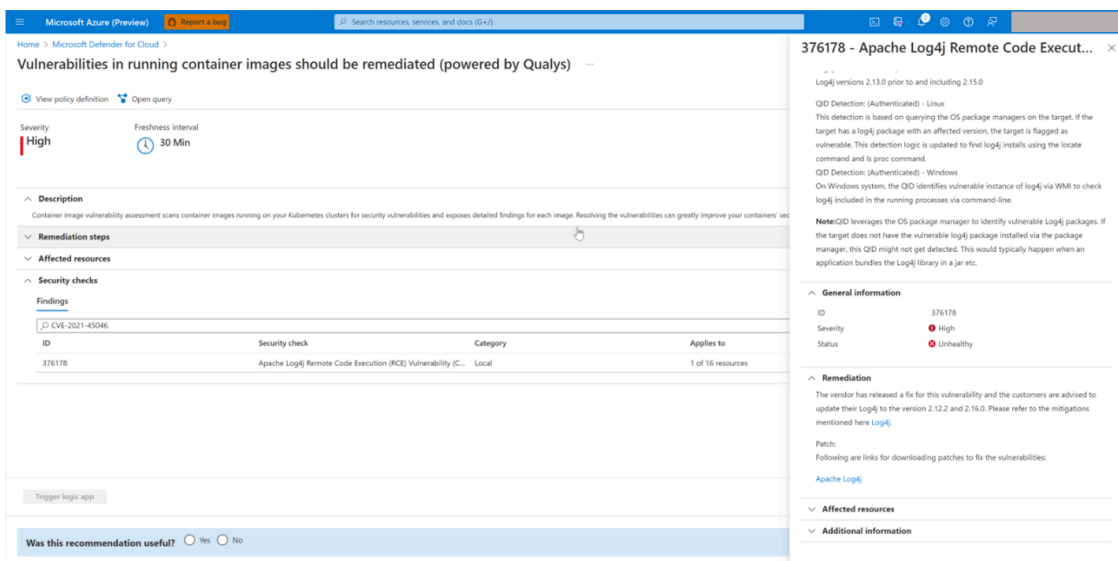 Microsoft Azure (Preview)
Report a bug
Search resources, services, and docs (G+/)
Home > Microsoft Defender for Cloud >
Vulnerabilities in running container images should be remediated (powered by Qualys) ...
View policy definition
Open query
Severity
High
Freshness interval
30 Min
Description
Container image vulnerability assessment scans container images running on your Kubernetes clusters for security vulnerabilities and exposes detailed findings for each image. Resolving the vulnerabilities can greatly improve your containers' sec
Remediation steps
Affected resources
Security checks
Findings
CVE-2021-45046
ID Security check Category Applies to
376178 Apache Log4j Remote Code Execution (RCE) Vulnerability (C... Local 1 of 16 resources
Trigger logic app
Was this recommendation useful? Yes No
376178 - Apache Log4j Remote Code Execut...
Log4j versions 2.13.0 prior to and including 2.15.0
QID Detection: (Authenticated) - Linux
This detection is based on querying the OS package managers on the target. If the
target has a log4j package with an affected version, the target is flagged as
vulnerable. This detection logic is updated to find log4j installs using the locate
command and ls proc command.
QID Detection: (Authenticated) - Windows
On Windows system, the QID identifies vulnerable instance of log4j via WMI to check
log4j included in the running processes via command-line.
Note:QID leverages the OS package manager to identify vulnerable Log4j packages. If
the target does not have the vulnerable log4j package installed via the package
manager, this QID might not get detected. This would typically happen when an
application bundles the Log4j library in a jar etc.
General information
ID 376178
Severity High
Status Unhealthy
Remediation
The vendor has released a fix for this vulnerability and the customers are advised to
update their Log4j to the version 2.12.2 and 2.16.0. Please refer to the mitigations
mentioned here Log4j.
Patch:
Following are links for downloading patches to fix the vulnerabilities:
Apache Log4j
Affected resources
Additional information